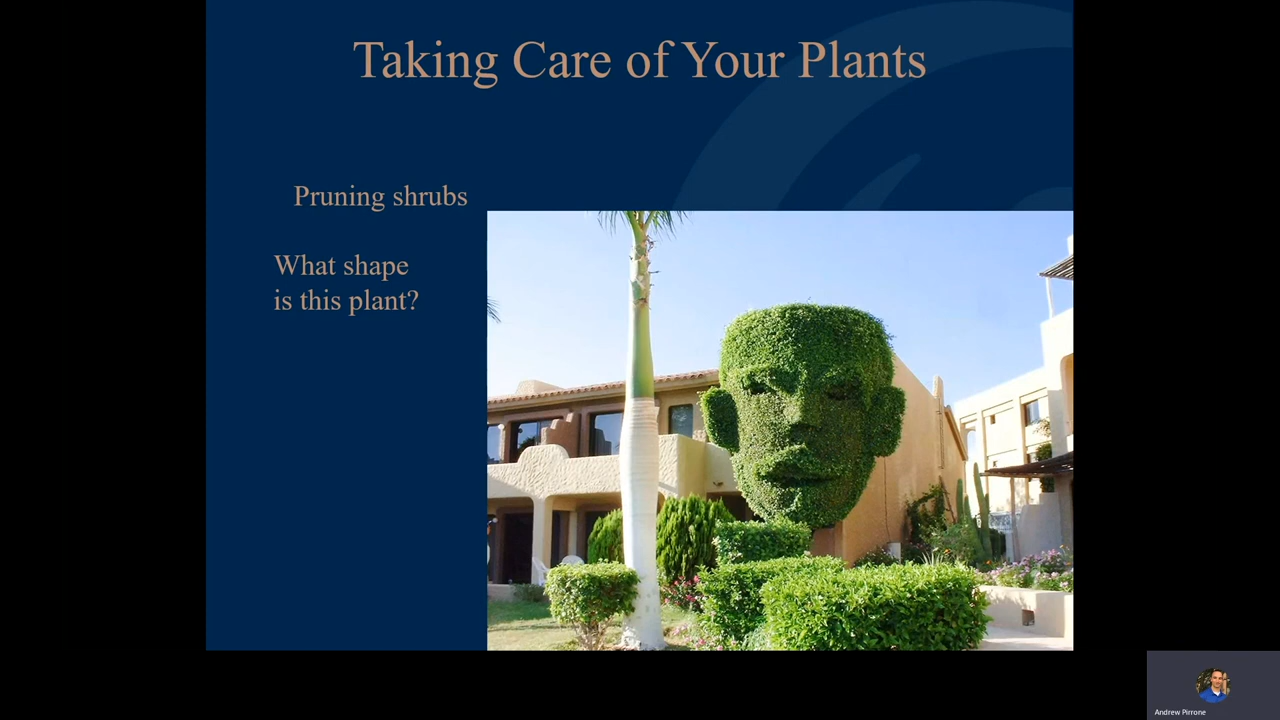 Taking Care of Your Plants
Pruning shrubs
What shape
is this plant?
Andrew Pirrone